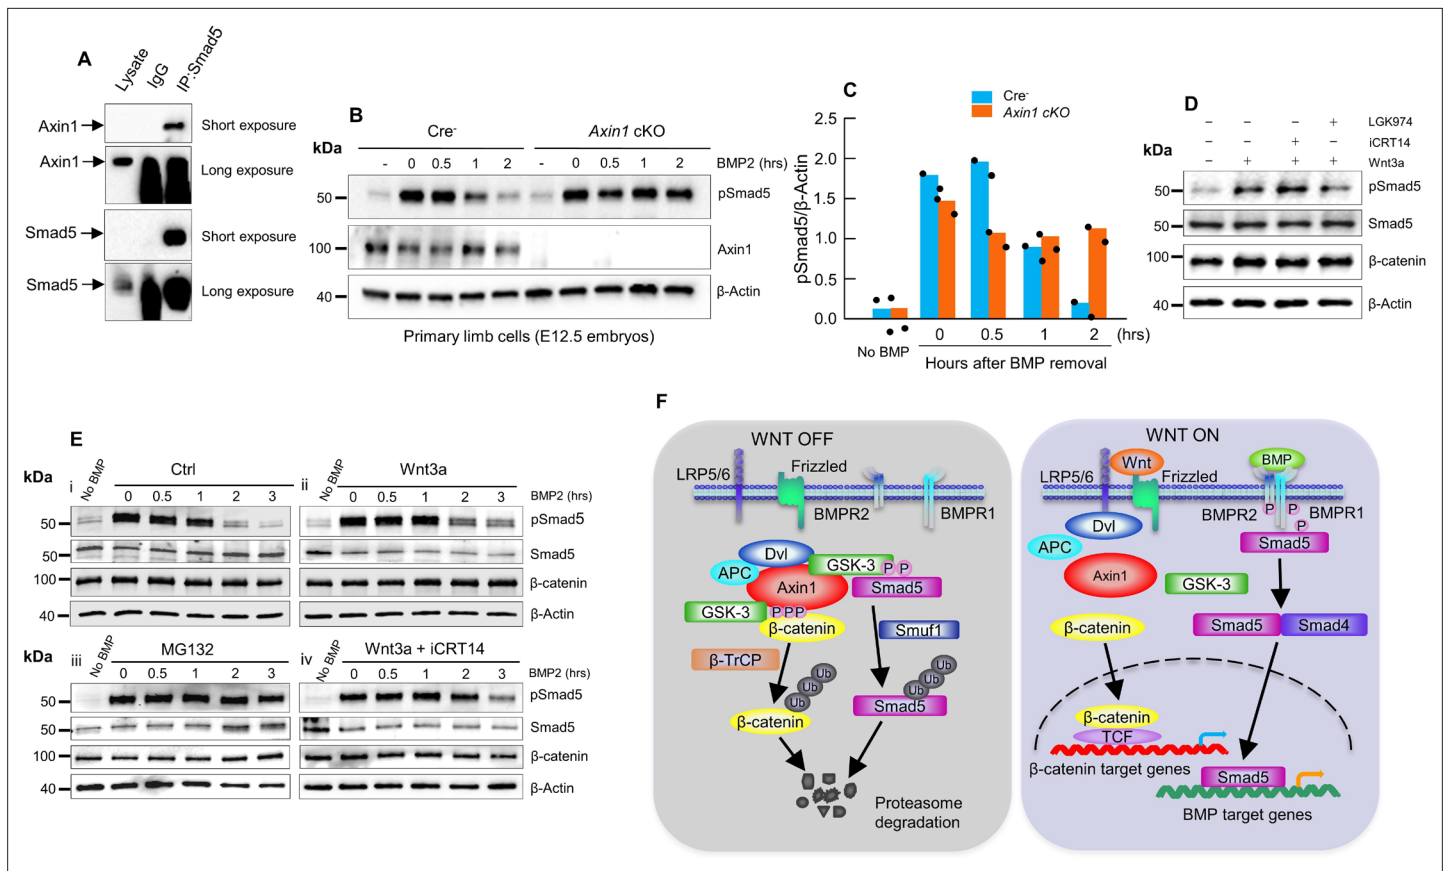 A
Lysate
IgG
IP:Smad5
Axin1
Short exposure
Axin1
Long exposure
Smad5
Short exposure
Smad5
Long exposure
B
Cre-
Axin1 cKO
kDa
- 0 0.5 1 2 - 0 0.5 1 2 BMP2 (hrs)
50
pSmad5
100
Axin1
40
β-Actin
Primary limb cells (E12.5 embryos)
C
Cre-
Axin1 cKO
pSmad5/β-Actin
2.5
2.0
1.5
1.0
0.5
0.0
No BMP
0 0.5 1 2 (hrs)
Hours after BMP removal
D
- - - + LGK974
- - + - iCRT14
kDa
- + + + Wnt3a
50
pSmad5
50
Smad5
100
β-catenin
40
β-Actin
E
kDa
i
No BMP
Ctrl
0 0.5 1 2 3
ii
No BMP
Wnt3a
0 0.5 1 2 3 BMP2 (hrs)
50
pSmad5
50
Smad5
100
β-catenin
40
β-Actin
kDa
iii
No BMP
MG132
0 0.5 1 2 3
iv
No BMP
Wnt3a + iCRT14
0 0.5 1 2 3 BMP2 (hrs)
50
pSmad5
50
Smad5
100
β-catenin
40
β-Actin
F
WNT OFF
LRP5/6
Frizzled
BMPR2
BMPR1
Dvl
APC
GSK-3
P P
Axin1
Smad5
GSK-3
P P P
β-catenin
Smuf1
β-TrCP
Ub
Ub
Ub
Ub
Ub
Ub
β-catenin
Smad5
Proteasome
degradation
WNT ON
LRP5/6
Wnt
Frizzled
BMP
BMPR2
BMPR1
P
P
P
Dvl
APC
Smad5
Axin1
GSK-3
β-catenin
Smad5
Smad4
β-catenin
TCF
β-catenin target genes
Smad5
BMP target genes